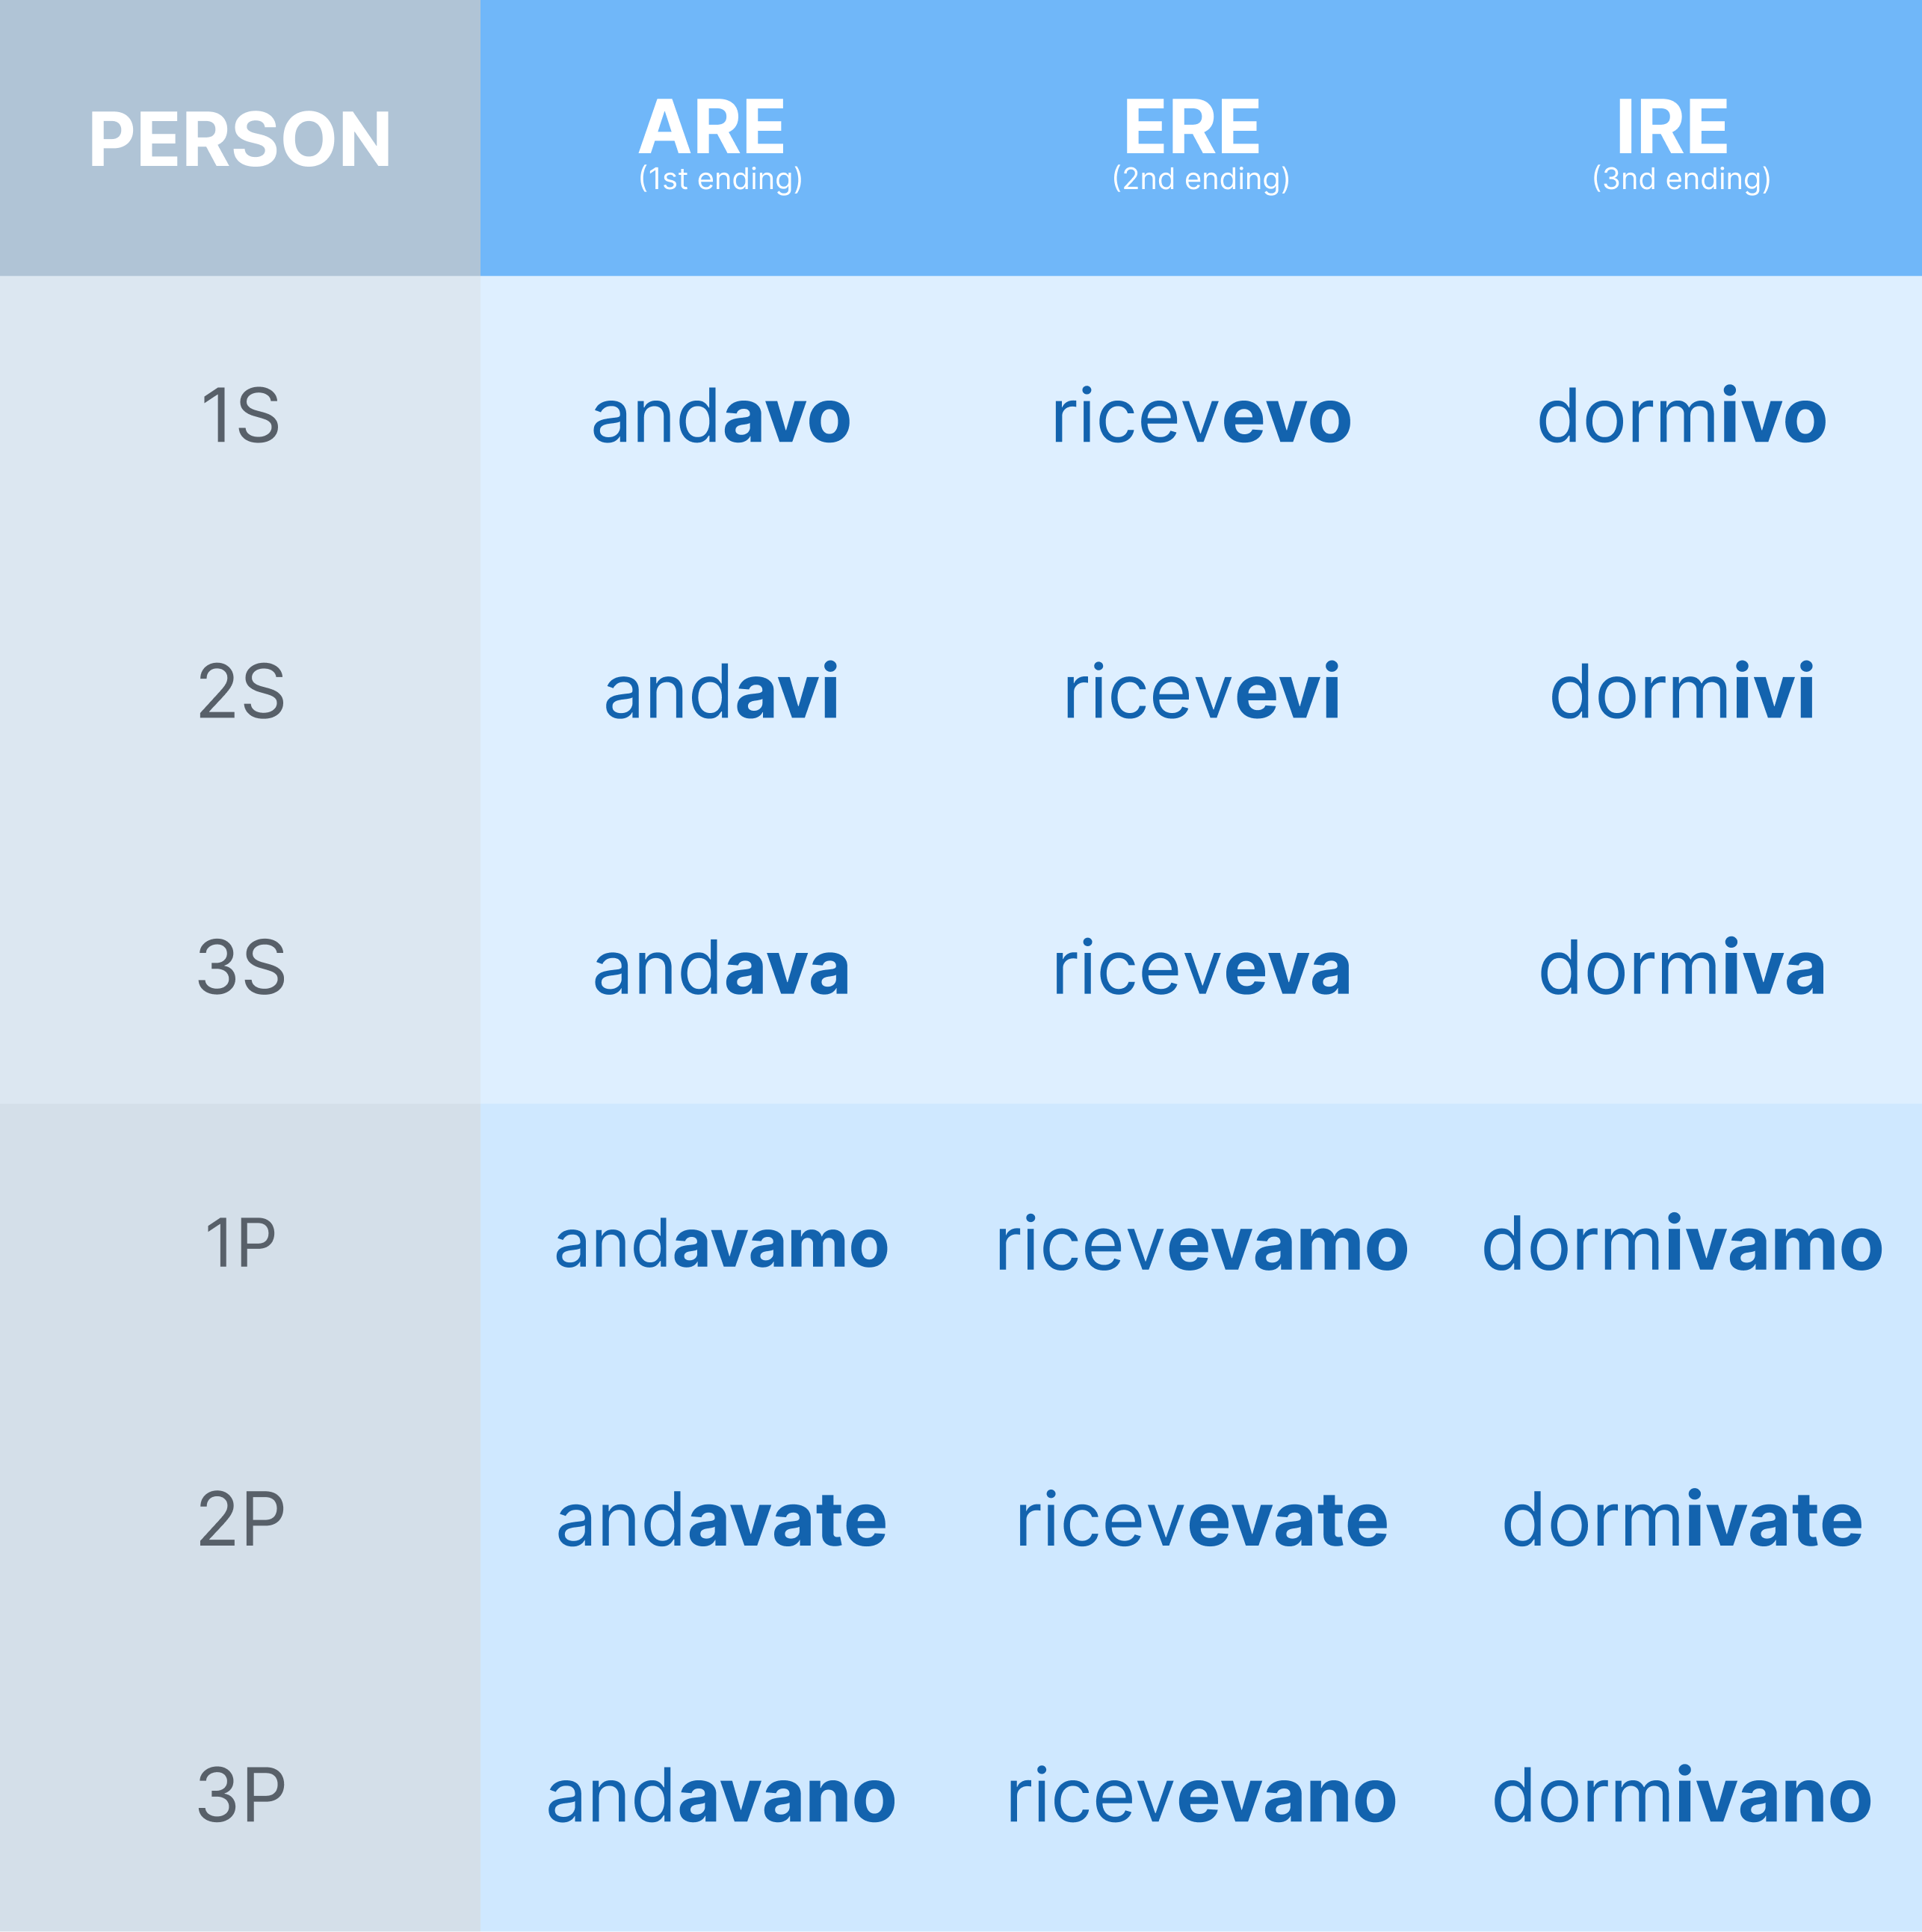 PERSON ARE ERE IRE
(1st ending) (2nd ending) (3nd ending)
1S andavo ricevevo dormivo
2S andavi ricevevi dormivi
3S andava riceveva dormiva
1P andavamo ricevevamo dormivamo
2P andavate ricevevate dormivate
3P andavano ricevevano dormivano